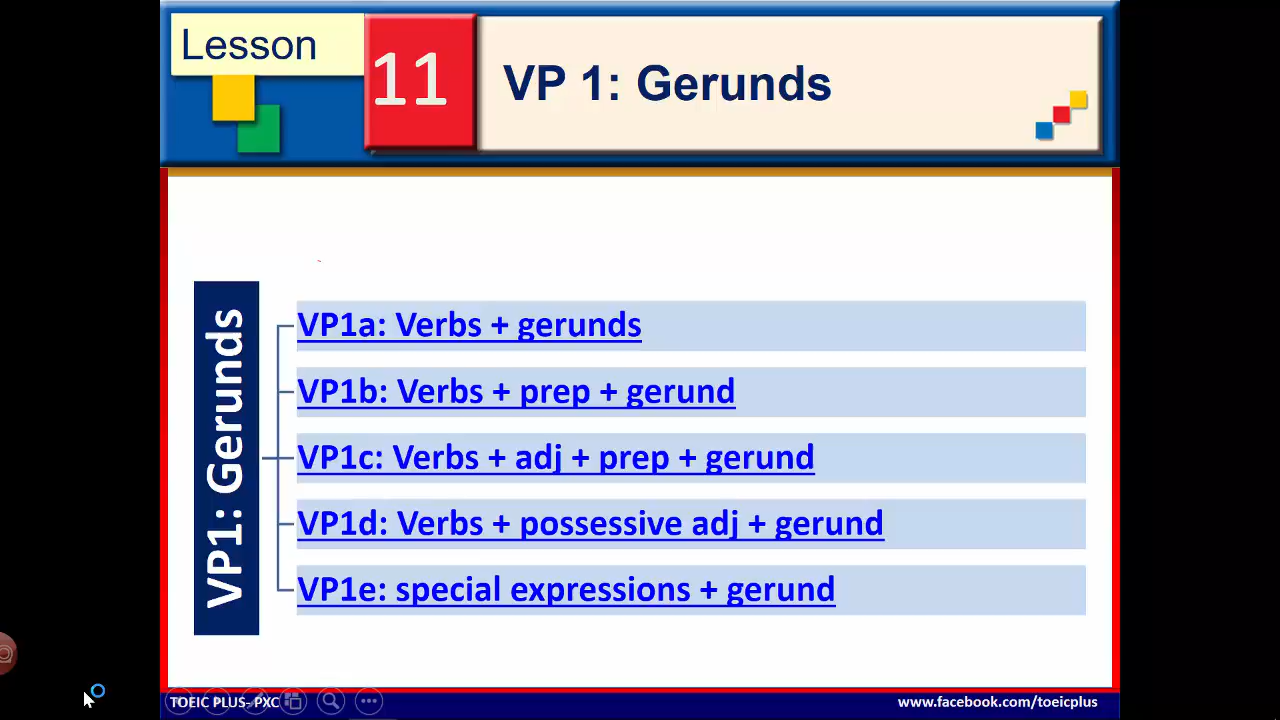 Lesson
11
VP 1: Gerunds
VP1: Gerunds
VP1a: Verbs + gerunds
VP1b: Verbs + prep + gerund
VP1c: Verbs + adj + prep + gerund
VP1d: Verbs + possessive adj + gerund
VP1e: special expressions + gerund
TOEIC PLUS- PXC
www.facebook.com/toeicplus